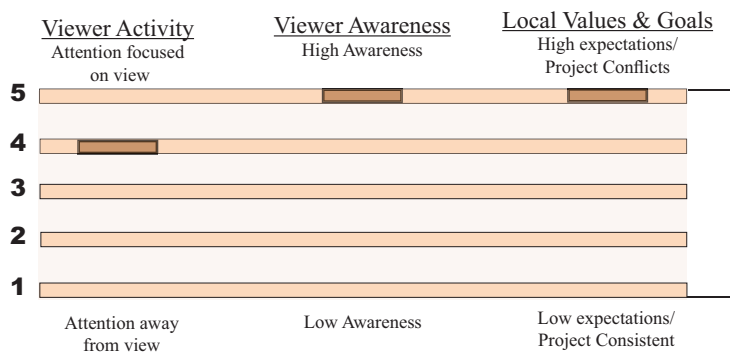 Viewer Activity
Attention focused
on view
Viewer Awareness
High Awareness
Local Values & Goals
High expectations/
Project Conflicts
5
4
3
2
1
Attention away
from view
Low Awareness
Low expectations/
Project Consistent